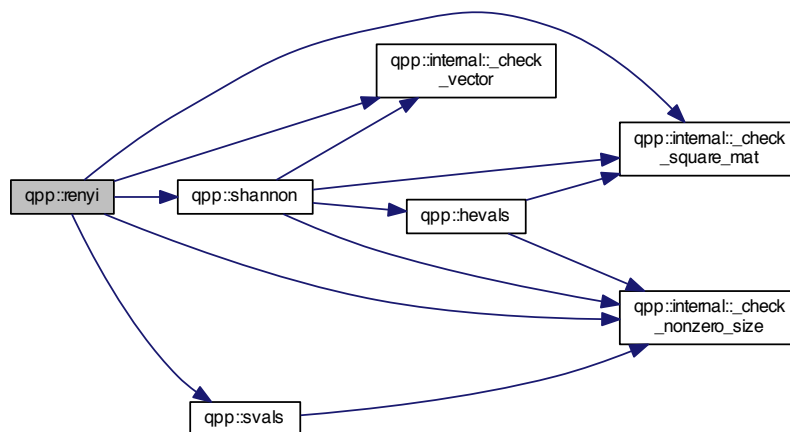 qpp::internal::_check
_vector
qpp::internal::_check
_square_mat
qpp::renyi
qpp::shannon
qpp::hevals
qpp::internal::_check
_nonzero_size
qpp::svals